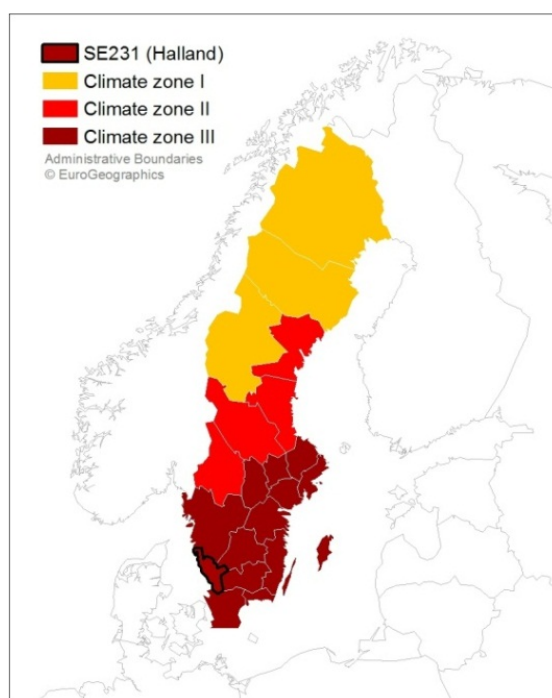 SE231 (Halland)
Climate zone I
Climate zone II
Climate zone III
Administrative Boundaries
© EuroGeographics